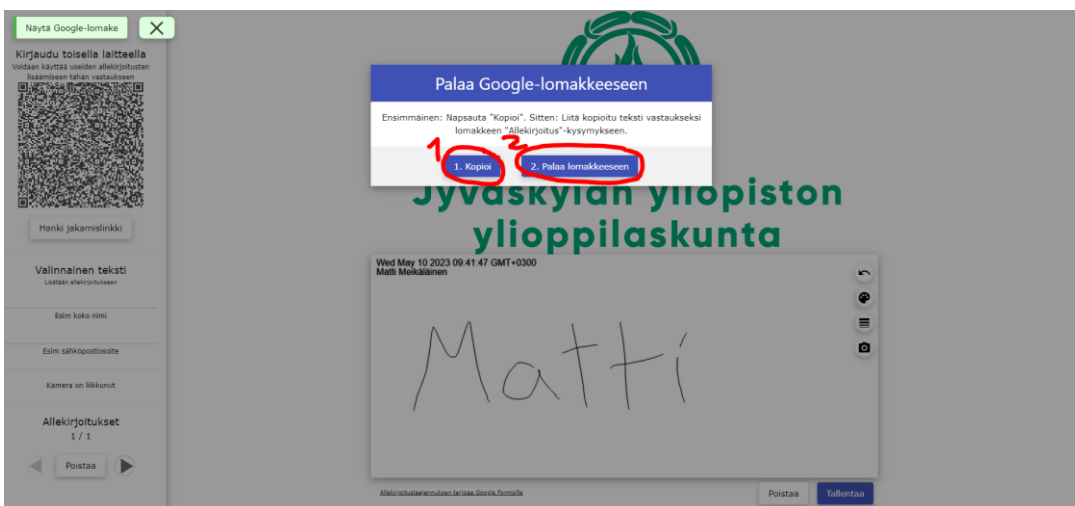 Näytä Google-lomake
Kirjaudu toisella laitteella
Voidaan käyttää useiden allekirjoitusten
lisäämiseen tähän vastaukseen
Hanki jakamislinkki
Valinnainen teksti
Lisätään allekirjoitukseen
Esim koko nimi
Esim sähköpostiosoite
Kamera on liikkunut
Allekirjoitukset
1 / 1
Poistaa
Palaa Google-lomakkeeseen
Ensimmäinen: Napsauta "Kopioi". Sitten: Liitä kopioitu teksti vastaukseksi
lomakkeen "Allekirjoitus"-kysymykseen.
1 2
1. Kopioi 2. Palaa lomakkeeseen
Jyväskylän yliopiston
ylioppilaskunta
Wed May 10 2023 09:41:47 GMT+0300
Matti Meikäläinen
Matti
Allekirjoituslaajennuksen tarjoaa Google Formsille
Poistaa Tallentaa